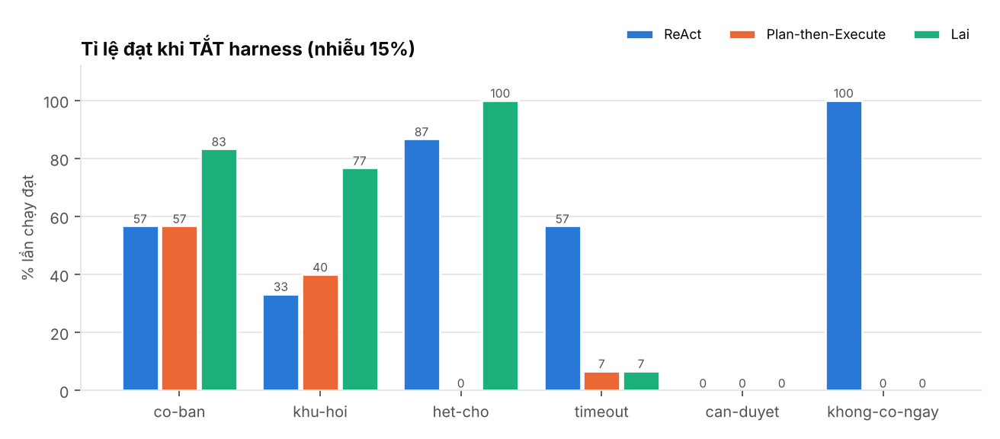 Tỉ lệ đạt khi TẮT harness (nhiễu 15%)
ReAct
Plan-then-Execute
Lai
% lần chạy đạt
100
80
60
40
20
0
57
57
83
33
40
77
87
0
100
57
7
7
0
0
0
100
0
0
co-ban
khu-hoi
het-cho
timeout
can-duyet
khong-co-ngay